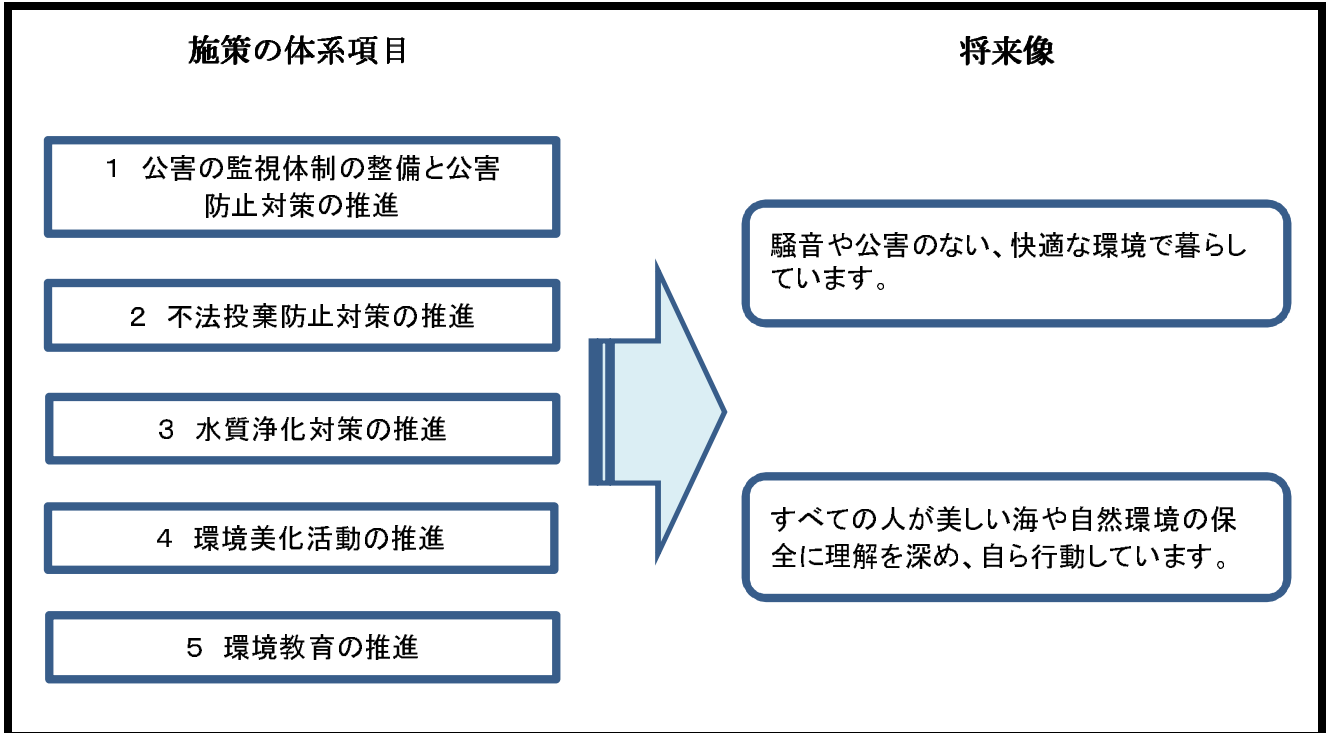 施策の体系項目
1 公害の監視体制の整備と公害
防止対策の推進
2 不法投棄防止対策の推進
3 水質浄化対策の推進
4 環境美化活動の推進
5 環境教育の推進
将来像
騒音や公害のない、快適な環境で暮らし
ています。
すべての人が美しい海や自然環境の保
全に理解を深め、自ら行動しています。